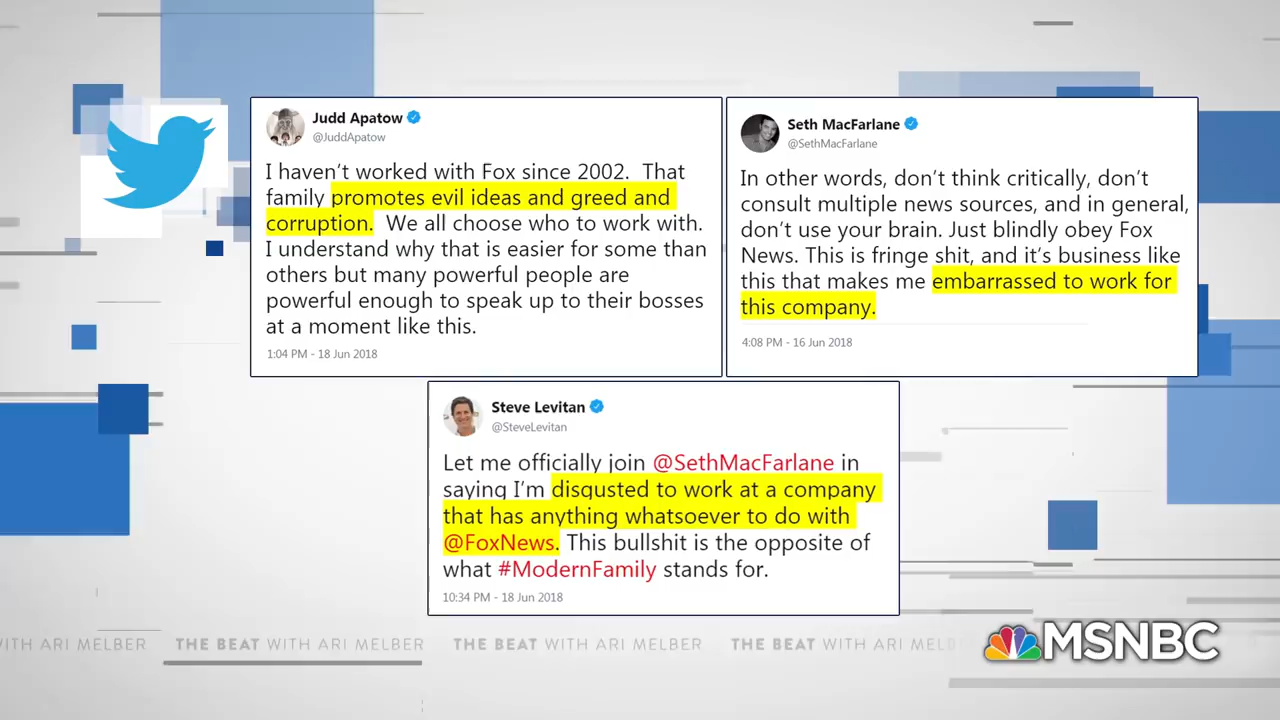 Judd Apatow
@JuddApatow
I haven't worked with Fox since 2002.  That
family promotes evil ideas and greed and
corruption.  We all choose who to work with.
I understand why that is easier for some than
others but many powerful people are
powerful enough to speak up to their bosses
at a moment like this.
1:04 PM - 18 Jun 2018
Seth MacFarlane
@SethMacFarlane
In other words, don't think critically, don't
consult multiple news sources, and in general,
don't use your brain. Just blindly obey Fox
News. This is fringe shit, and it's business like
this that makes me embarrassed to work for
this company.
4:08 PM - 16 Jun 2018
Steve Levitan
@SteveLevitan
Let me officially join @SethMacFarlane in
saying I'm disgusted to work at a company
that has anything whatsoever to do with
@FoxNews. This bullshit is the opposite of
what #ModernFamily stands for.
10:34 PM - 18 Jun 2018
WITH ARI MELBER THE BEAT WITH ARI MELBER THE BEAT WITH ARI MELBER THE BEAT WITH ARI
MSNBC